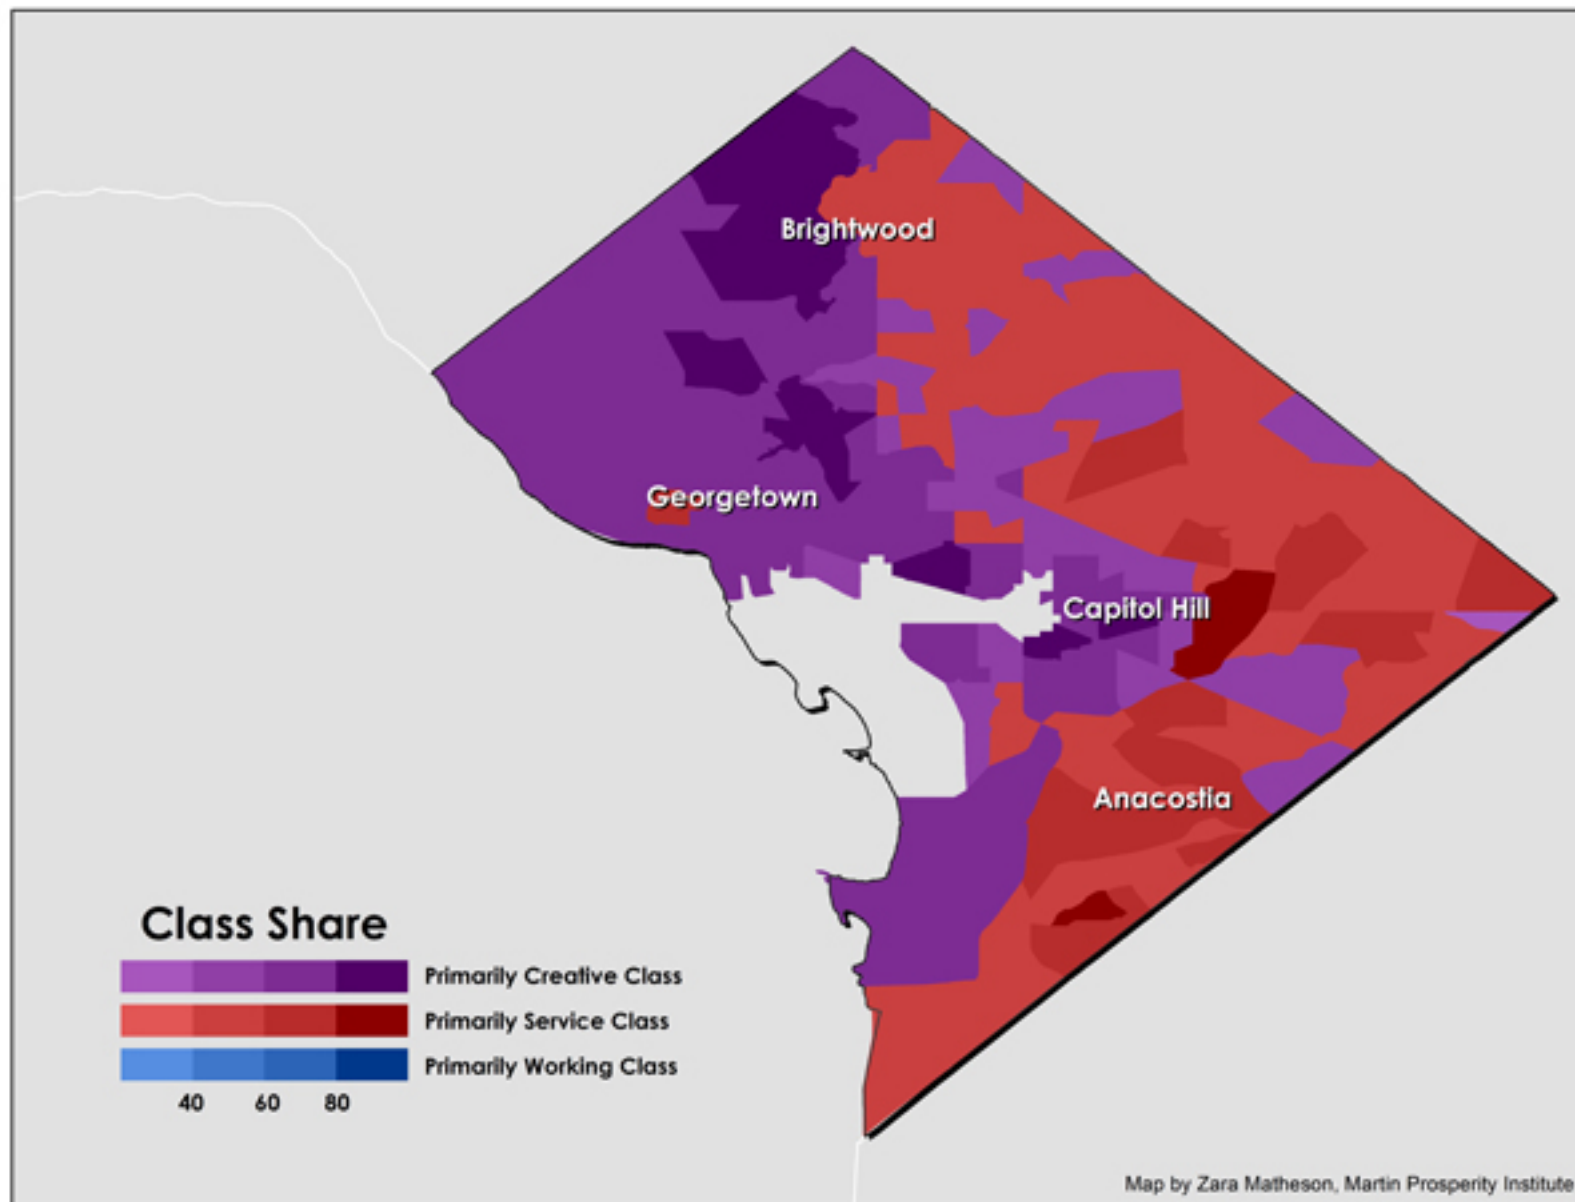 Brightwood
Georgetown
Capitol Hill
Anacostia
Class Share
Primarily Creative Class
Primarily Service Class
Primarily Working Class
40 60 80
Map by Zara Matheson, Martin Prosperity Institute